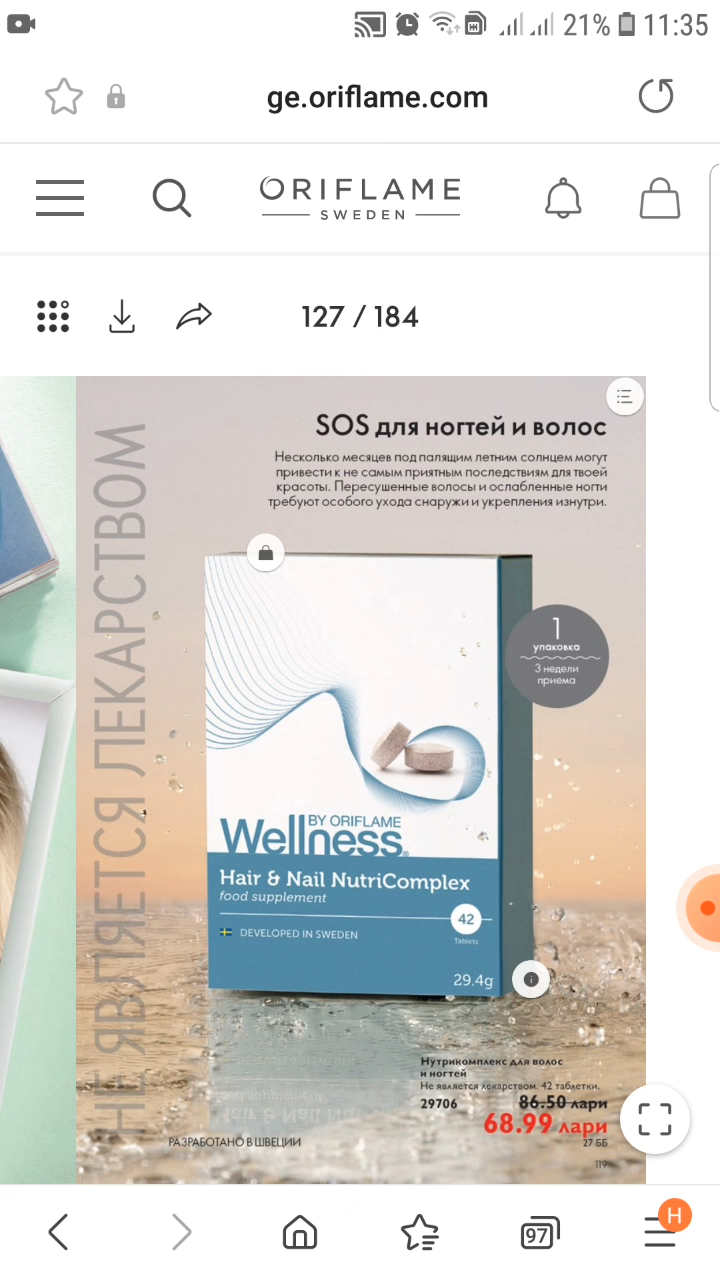 21% 11:35
ge.oriflame.com
ORIFLAME
SWEDEN
127 / 184
НЕ ЯВЛЯЕТСЯ ЛЕКАРСТВОМ
SOS для ногтей и волос
Несколько месяцев под палящим летним солнцем могут
привести к не самым приятным последствиям для твоей
красоты. Пересушенные волосы и ослабленные ногти
требуют особого ухода снаружи и укрепления изнутри.
1
упаковка
3 недели
приема
BY ORIFLAME
Wellness®
Hair & Nail NutriComplex
food supplement
42
Tablets
DEVELOPED IN SWEDEN
29.4g
Нутрикомплекс для волос
и ногтей
Не является лекарством. 42 таблетки.
29706 86.50 лари
68.99 лари
27 ББ
РАЗРАБОТАНО В ШВЕЦИИ
119
97
Н